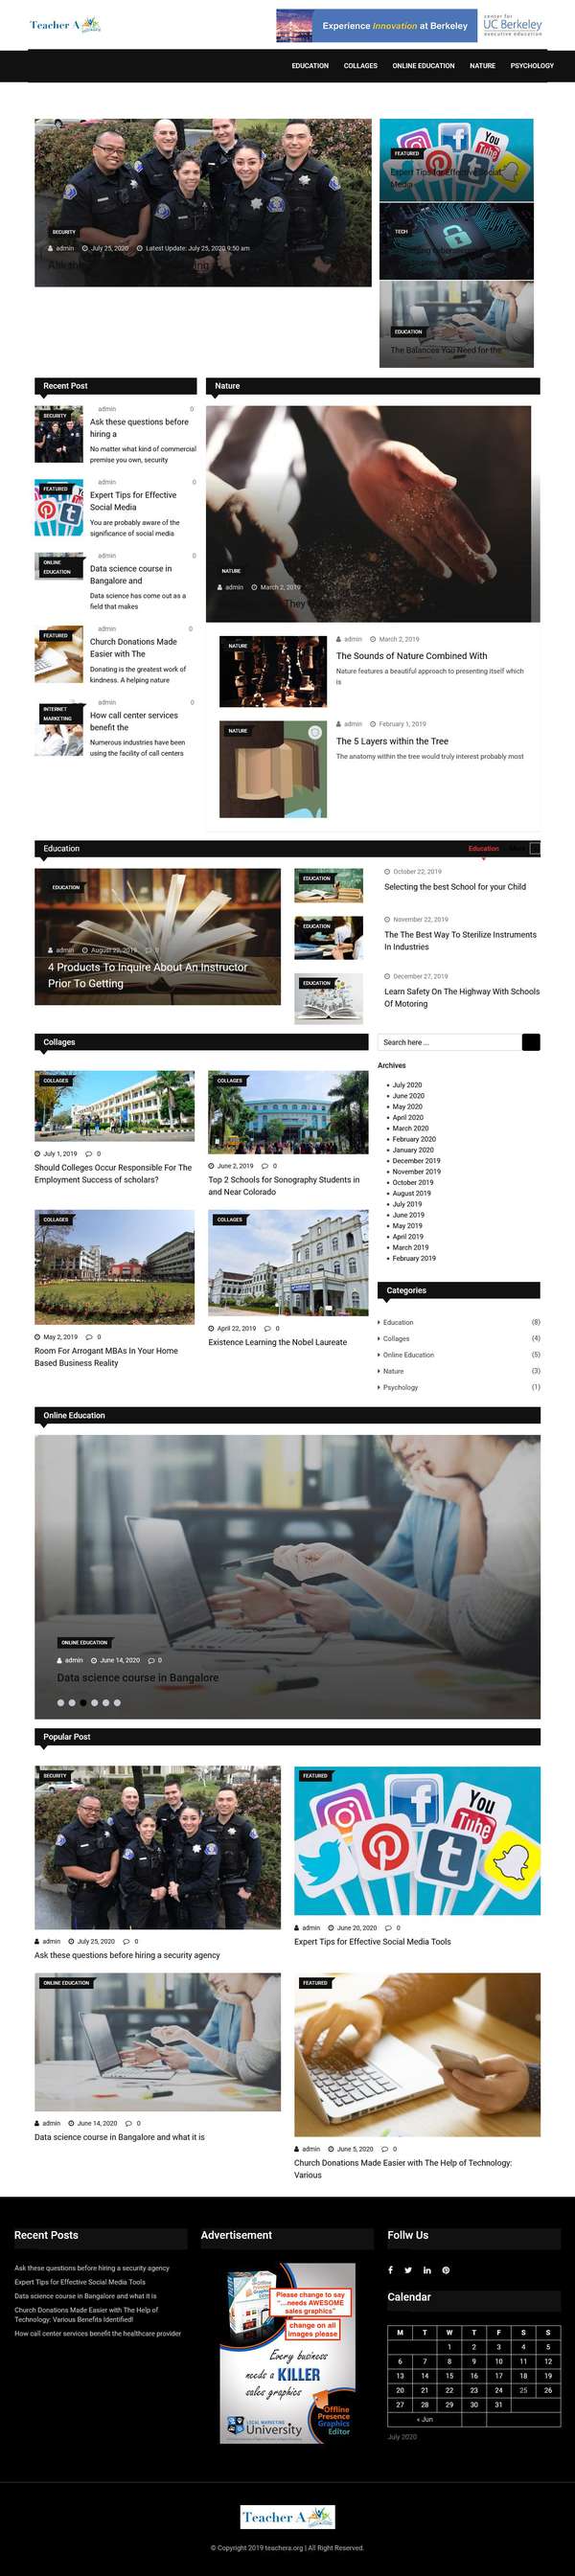 Teacher A
Experience Innovation at Berkeley
center for
UC Berkeley
executive education
EDUCATION COLLAGES ONLINE EDUCATION NATURE PSYCHOLOGY
SECURITY
admin July 25, 2020 Latest Update: July 25, 2020 9:50 am
FEATURED
Expert Tips for Effective Social
Media
TECH
EDUCATION
The Balances You Need for the
Recent Post
SECURITY
admin 0
Ask these questions before
hiring a
No matter what kind of commercial
premise you own, security
FEATURED
admin 0
Expert Tips for Effective
Social Media
You are probably aware of the
significance of social media
ONLINE
EDUCATION
admin 0
Data science course in
Bangalore and
Data science has come out as a
field that makes
FEATURED
admin 0
Church Donations Made
Easier with The
Donating is the greatest work of
kindness. A helping nature
INTERNET
MARKETING
admin 0
How call center services
benefit the
Numerous industries have been
using the facility of call centers
Nature
NATURE
admin March 2, 2019
They
NATURE
admin March 2, 2019
The Sounds of Nature Combined With
Nature features a beautiful approach to presenting itself which
is
NATURE
admin February 1, 2019
The 5 Layers within the Tree
The anatomy within the tree would truly interest probably most
Education
Education
EDUCATION
admin August 22, 2019 0
4 Products To Inquire About An Instructor
Prior To Getting
EDUCATION
October 22, 2019
Selecting the best School for your Child
EDUCATION
November 22, 2019
The The Best Way To Sterilize Instruments
In Industries
EDUCATION
December 27, 2019
Learn Safety On The Highway With Schools
Of Motoring
Collages
COLLAGES
July 1, 2019 0
Should Colleges Occur Responsible For The
Employment Success of scholars?
COLLAGES
June 2, 2019 0
Top 2 Schools for Sonography Students in
and Near Colorado
COLLAGES
May 2, 2019 0
Room For Arrogant MBAs In Your Home
Based Business Reality
COLLAGES
April 22, 2019 0
Existence Learning the Nobel Laureate
Search here ...
Archives
July 2020
June 2020
May 2020
April 2020
March 2020
February 2020
January 2020
December 2019
November 2019
October 2019
August 2019
July 2019
June 2019
May 2019
April 2019
March 2019
February 2019
Categories
Education (8)
Collages (4)
Online Education (5)
Nature (3)
Psychology (1)
Online Education
ONLINE EDUCATION
admin June 14, 2020 0
Data science course in Bangalore
Popular Post
SECURITY
admin July 25, 2020 0
Ask these questions before hiring a security agency
FEATURED
You
Tube
admin June 20, 2020 0
Expert Tips for Effective Social Media Tools
ONLINE EDUCATION
admin June 14, 2020 0
Data science course in Bangalore and what it is
FEATURED
admin June 5, 2020 0
Church Donations Made Easier with The Help of Technology:
Various
Recent Posts
Ask these questions before hiring a security agency
Expert Tips for Effective Social Media Tools
Data science course in Bangalore and what it is
Church Donations Made Easier with The Help of
Technology: Various Benefits Identified!
How call center services benefit the healthcare provider
Advertisement
Please change to say
"...needs AWESOME
sales graphics"
change on all
images please
Every business
needs a KILLER
sales graphics
LOCAL MARKETING
University
Offline
Presence
Graphics
Editor
Follw Us
Calendar
M T W T F S S
1 2 3 4 5
6 7 8 9 10 11 12
13 14 15 16 17 18 19
20 21 22 23 24 25 26
27 28 29 30 31
« Jun
July 2020
Teacher A
© Copyright 2019 teachera.org | All Right Reserved.